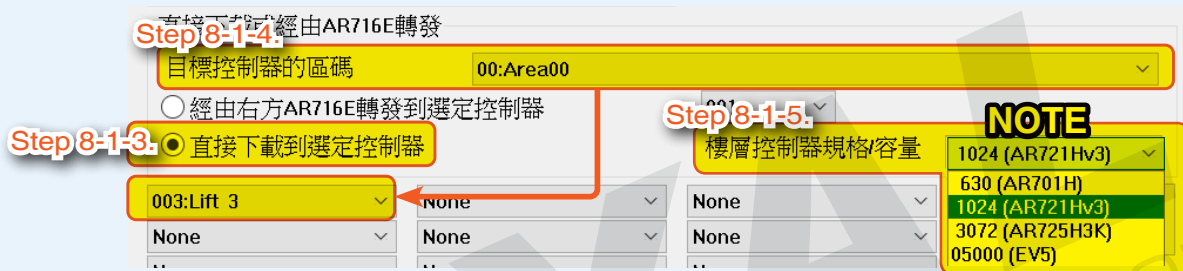 直接下載或經由AR716E轉發
Step 8-1-4.
目標控制器的區碼 00:Area00
經由右方AR716E轉發到選定控制器 001
Step 8-1-5.
NOTE
Step 8-1-3.
直接下載到選定控制器
樓層控制器規格/容量 1024 (AR721Hv3)
630 (AR701H)
1024 (AR721Hv3)
3072 (AR725H3K)
05000 (EV5)
003:Lift 3 None None
None None None